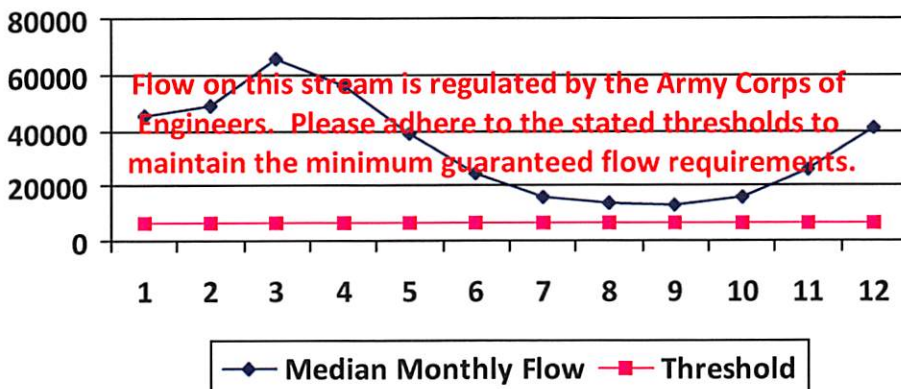 80000
60000
40000
20000
0
Flow on this stream is regulated by the Army Corps of
Engineers. Please adhere to the stated thresholds to
maintain the minimum guaranteed flow requirements.
1 2 3 4 5 6 7 8 9 10 11 12
Median Monthly Flow Threshold